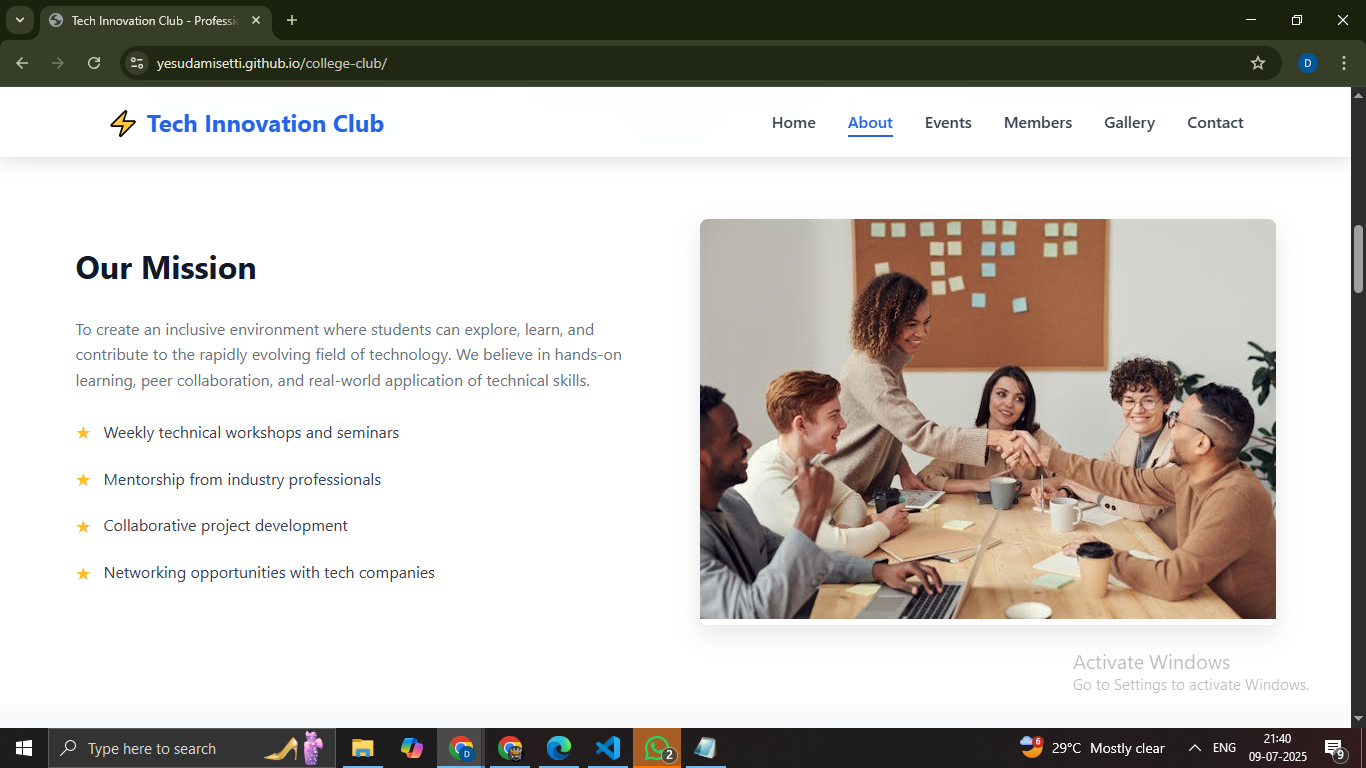 Tech Innovation Club - Professi
yesudamisetti.github.io/college-club/
D
Tech Innovation Club
Home
About
Events
Members
Gallery
Contact
Our Mission
To create an inclusive environment where students can explore, learn, and
contribute to the rapidly evolving field of technology. We believe in hands-on
learning, peer collaboration, and real-world application of technical skills.
★ Weekly technical workshops and seminars
★ Mentorship from industry professionals
★ Collaborative project development
★ Networking opportunities with tech companies
Activate Windows
Go to Settings to activate Windows.
Type here to search
D
2
6
29°C Mostly clear
ENG
21:40
09-07-2025
9